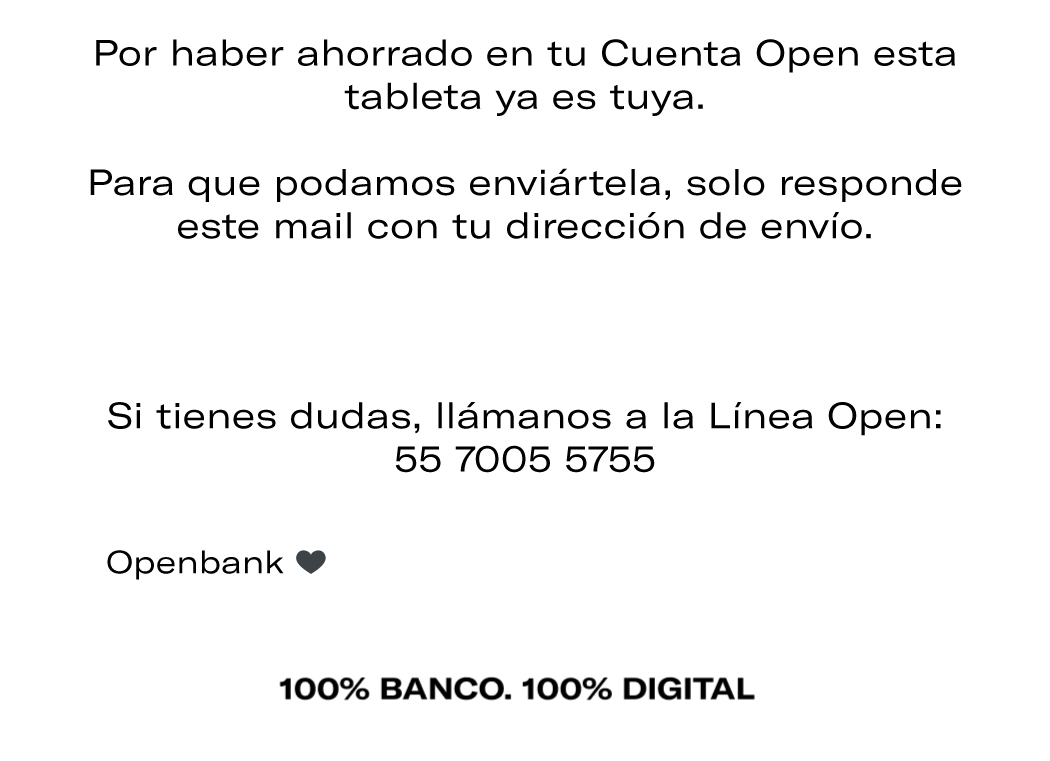 Por haber ahorrado en tu Cuenta Open esta
tableta ya es tuya.
Para que podamos enviártela, solo responde
este mail con tu dirección de envío.
Si tienes dudas, llámanos a la Línea Open:
55 7005 5755
Openbank 🖤
100% BANCO. 100% DIGITAL